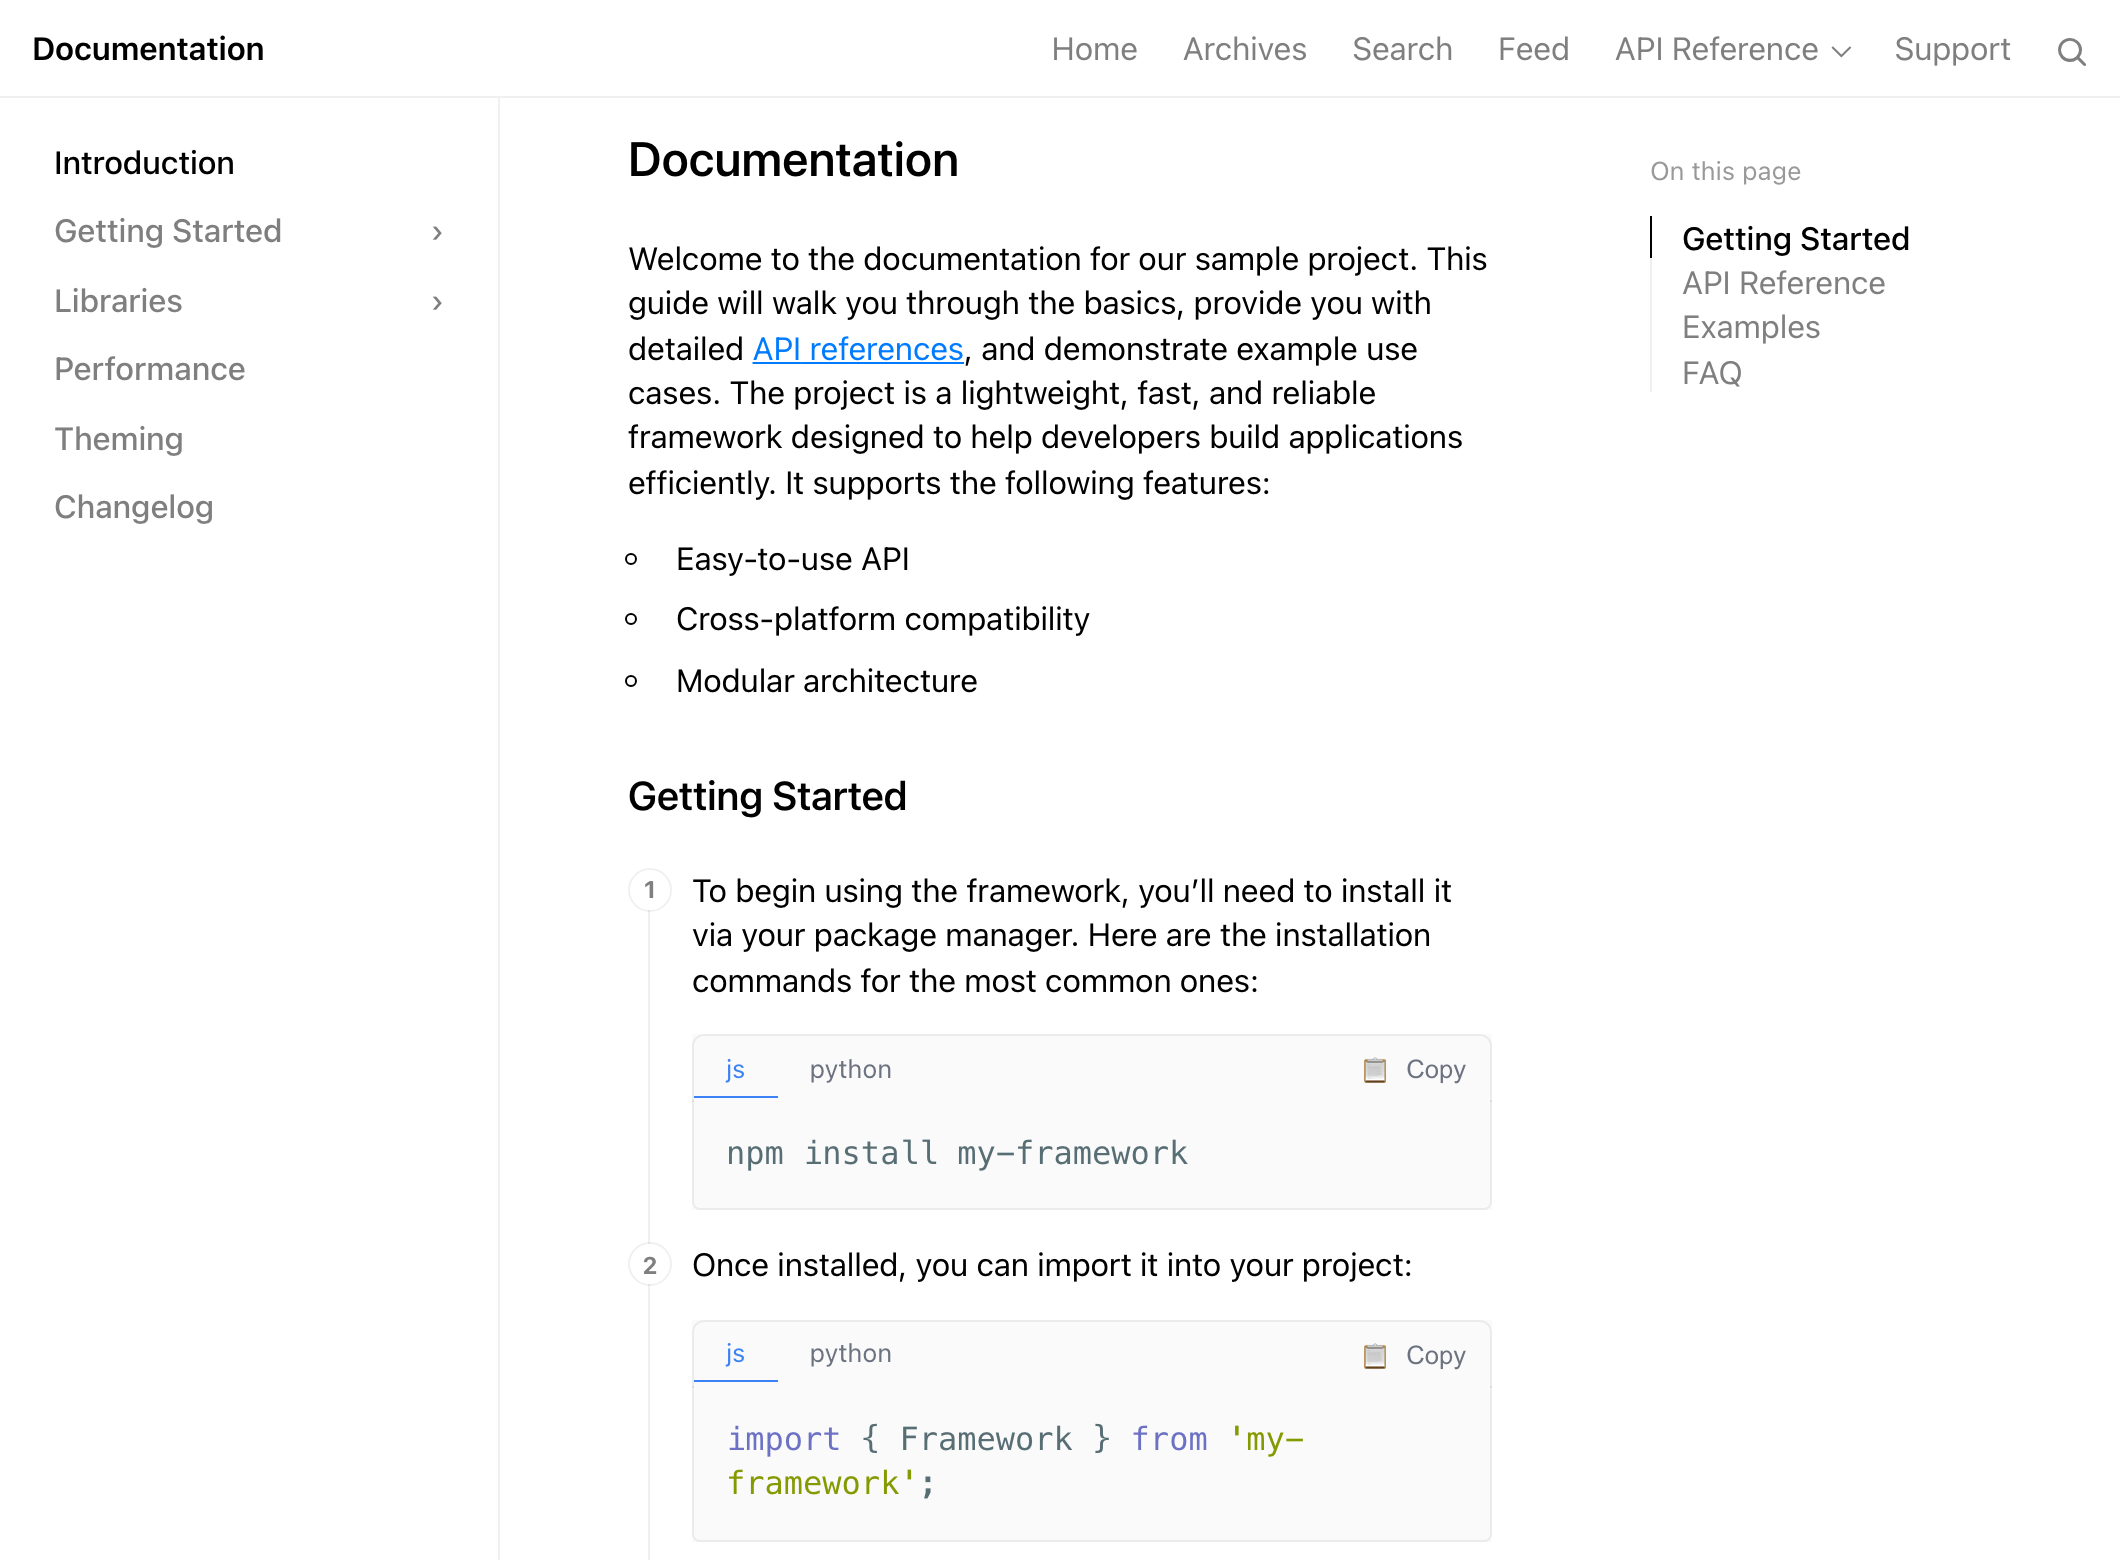 Documentation
Home
Archives
Search
Feed
API Reference
Support
Introduction
Getting Started
Libraries
Performance
Theming
Changelog
Documentation
Welcome to the documentation for our sample project. This
guide will walk you through the basics, provide you with
detailed API references, and demonstrate example use
cases. The project is a lightweight, fast, and reliable
framework designed to help developers build applications
efficiently. It supports the following features:
Easy-to-use API
Cross-platform compatibility
Modular architecture
Getting Started
1
To begin using the framework, you’ll need to install it
via your package manager. Here are the installation
commands for the most common ones:
js
python
Copy
npm install my-framework
2
Once installed, you can import it into your project:
js
python
Copy
import { Framework } from 'my-
framework';
On this page
Getting Started
API Reference
Examples
FAQ